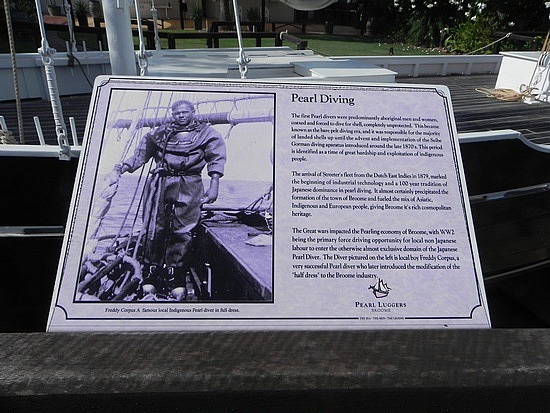 Pearl Diving
The first Pearl divers were predominantly aboriginal men and women,
coaxed and forced to dive for shell, completely unprotected. This became
known as the bare pelt diving era, and it was responsible for the majority
of landed shells up until the advent and implementation of the Seibe
Gorman diving apparatus introduced around the late 1870's. This period
is identified as a time of great hardship and exploitation of indigenous
people.
The arrival of Streeter's fleet from the Dutch East Indies in 1879, marked
the beginning of industrial technology and a 100 year tradition of
Japanese dominance in pearl diving. It almost certainly precipitated the
formation of the town of Broome and fueled the mix of Asiatic,
Indigenous and European people, giving Broome it's rich cosmopolitan
heritage.
The Great wars impacted the Pearling economy of Broome, with WW2
being the primary force driving opportunity for local non Japanese
labour to enter the otherwise almost exclusive domain of the Japanese
Pearl Diver. The Diver pictured on the left is local boy Freddy Corpus, a
very successful Pearl diver who later introduced the modification of the
"half dress" to the Broome industry.
PEARL LUGGERS
BROOME
THE SEA · THE MEN · THE LEGEND
Freddy Corpus A famous local Indigenous Pearl diver in full dress.